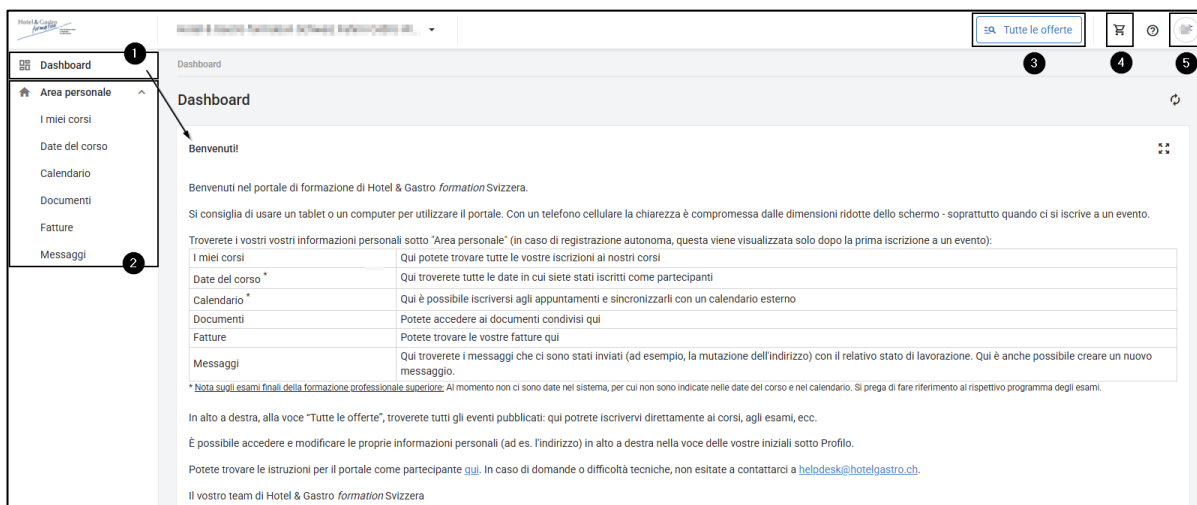 Hotel & Gastro
formation
Tutte le offerte
1
3
4
5
Dashboard
Dashboard
Area personale
Dashboard
I miei corsi
Date del corso
Benvenuti!
Calendario
Documenti
Benvenuti nel portale di formazione di Hotel & Gastro formation Svizzera.
Fatture
Si consiglia di usare un tablet o un computer per utilizzare il portale. Con un telefono cellulare la chiarezza è compromessa dalle dimensioni ridotte dello schermo - soprattutto quando ci si iscrive a un evento.
Messaggi
2
Troverete i vostri vostri informazioni personali sotto "Area personale" (in caso di registrazione autonoma, questa viene visualizzata solo dopo la prima iscrizione a un evento):
I miei corsi Qui potete trovare tutte le vostre iscrizioni ai nostri corsi
Date del corso * Qui troverete tutte le date in cui siete stati iscritti come partecipanti
Calendario * Qui è possibile iscriversi agli appuntamenti e sincronizzarli con un calendario esterno
Documenti Potete accedere ai documenti condivisi qui
Fatture Potete trovare le vostre fatture qui
Messaggi Qui troverete i messaggi che ci sono stati inviati (ad esempio, la mutazione dell'indirizzo) con il relativo stato di lavorazione. Qui è anche possibile creare un nuovo
messaggio.
* Nota sugli esami finali della formazione professionale superiore: Al momento non ci sono date nel sistema, per cui non sono indicate nelle date del corso e nel calendario. Si prega di fare riferimento al rispettivo programma degli esami.
In alto a destra, alla voce “Tutte le offerte”, troverete tutti gli eventi pubblicati: qui potrete iscrivervi direttamente ai corsi, agli esami, ecc.
È possibile accedere e modificare le proprie informazioni personali (ad es. l'indirizzo) in alto a destra nella voce delle vostre iniziali sotto Profilo.
Potete trovare le istruzioni per il portale come partecipante qui. In caso di domande o difficoltà tecniche, non esitate a contattarci a helpdesk@hotelgastro.ch.
Il vostro team di Hotel & Gastro formation Svizzera